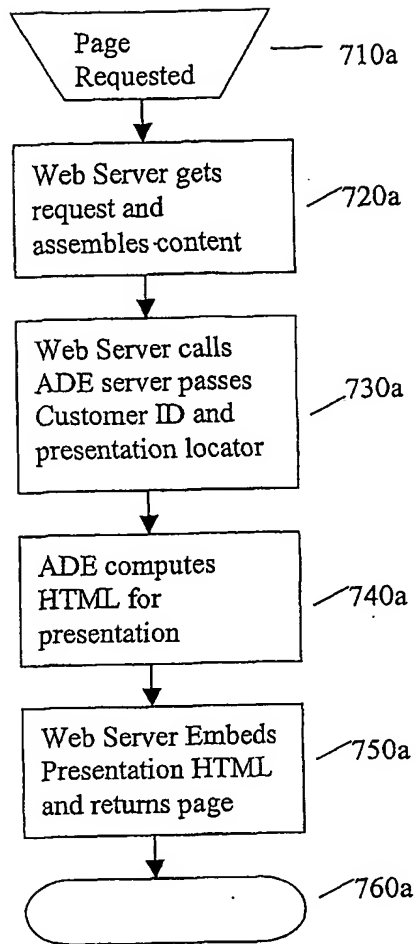 Page
Requested
710a
Web Server gets
request and
assembles content
720a
Web Server calls
ADE server passes
Customer ID and
presentation locator
730a
ADE computes
HTML for
presentation
740a
Web Server Embeds
Presentation HTML
and returns page
750a
760a